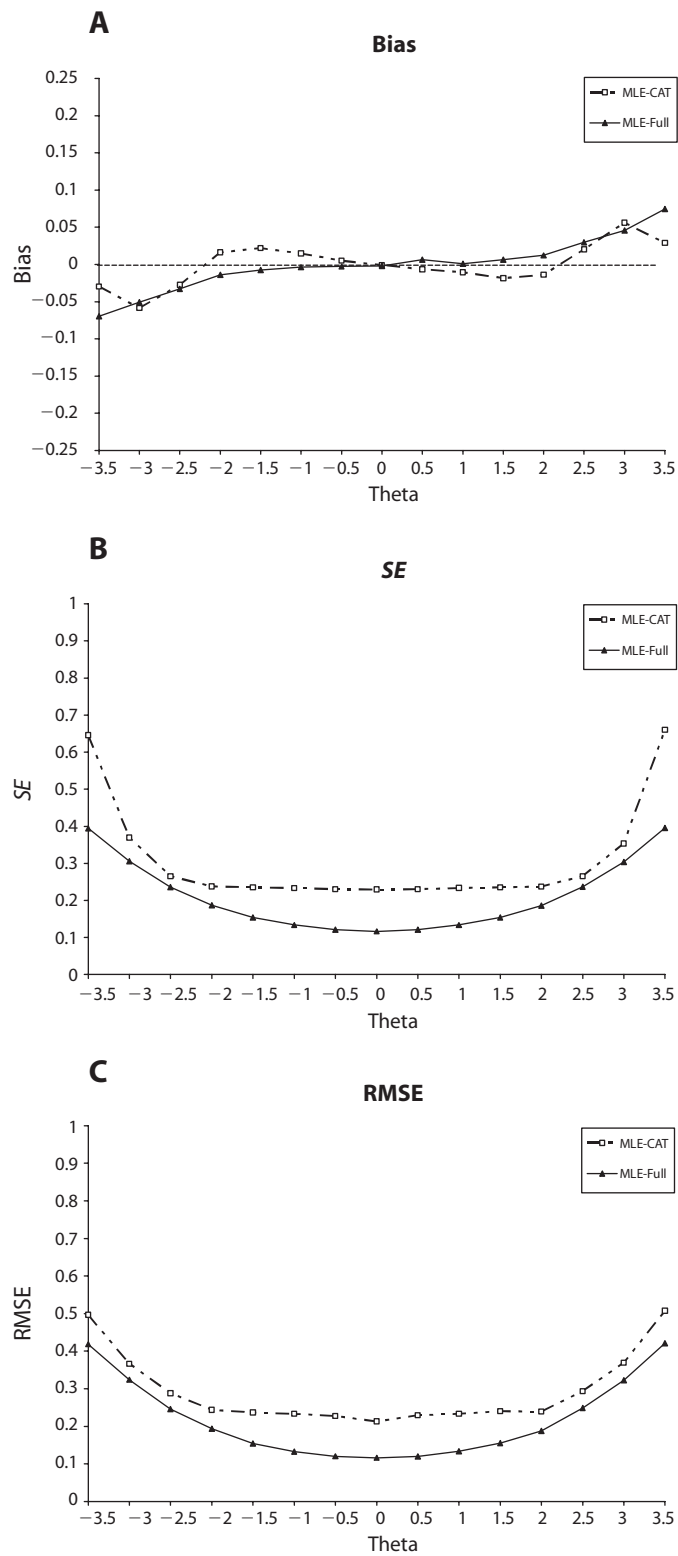 A
Bias
0.25
0.2
0.15
0.1
0.05
0
−0.05
−0.1
−0.15
−0.2
−0.25
Bias
MLE-CAT
MLE-Full
−3.5 −3 −2.5 −2 −1.5 −1 −0.5 0 0.5 1 1.5 2 2.5 3 3.5
Theta
B
SE
1
0.9
0.8
0.7
0.6
0.5
0.4
0.3
0.2
0.1
0
SE
MLE-CAT
MLE-Full
−3.5 −3 −2.5 −2 −1.5 −1 −0.5 0 0.5 1 1.5 2 2.5 3 3.5
Theta
C
RMSE
1
0.9
0.8
0.7
0.6
0.5
0.4
0.3
0.2
0.1
0
RMSE
MLE-CAT
MLE-Full
−3.5 −3 −2.5 −2 −1.5 −1 −0.5 0 0.5 1 1.5 2 2.5 3 3.5
Theta